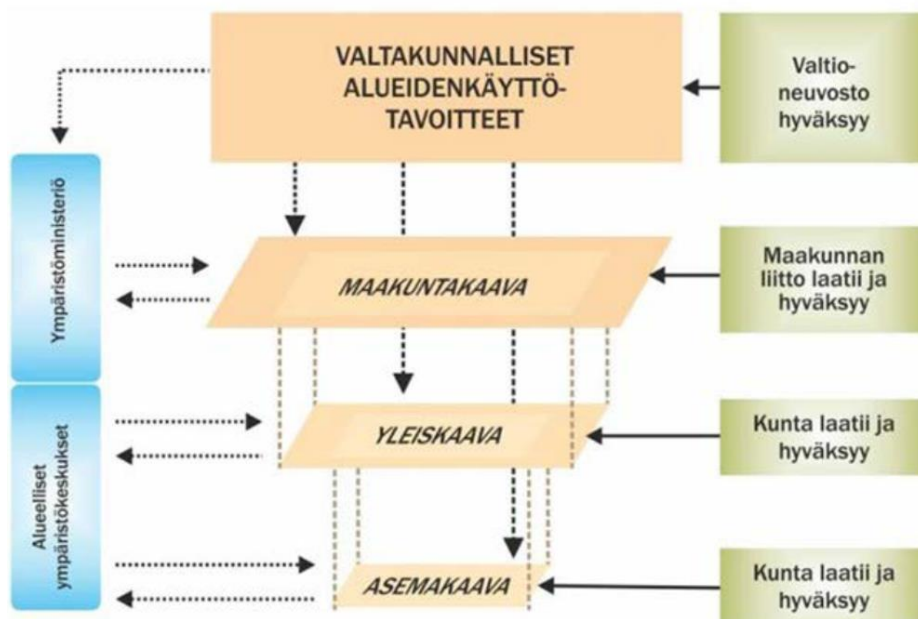 VALTAKUNNALLISET
ALUEIDENKÄYTTÖ-
TAVOITTEET
Valtio-
neuvosto
hyväksyy
Ympäristöministeriö
MAAKUNTAKAAVA
Maakunnan
liitto laatii ja
hyväksyy
Alueelliset
ympäristökeskukset
YLEISKAAVA
Kunta laatii ja
hyväksyy
ASEMAKAAVA
Kunta laatii ja
hyväksyy